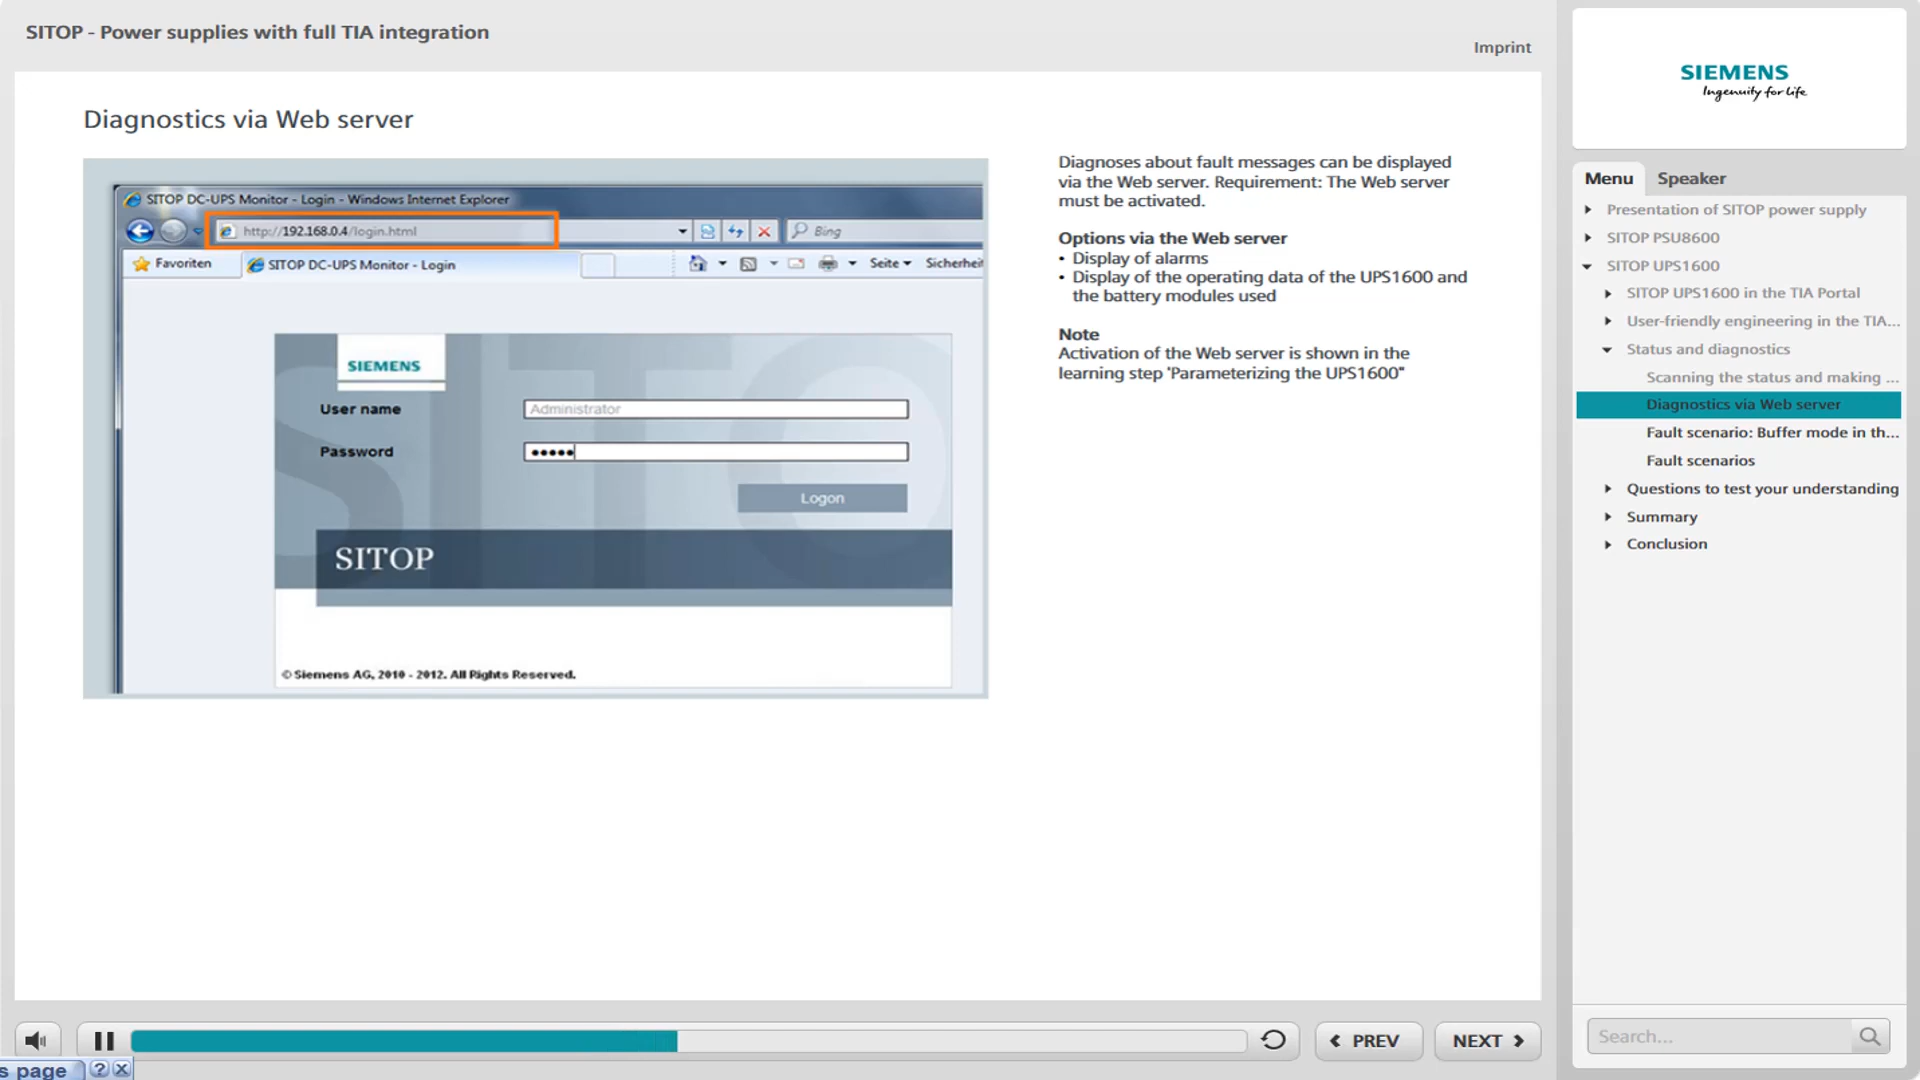 SITOP - Power supplies with full TIA integration
Imprint
Diagnostics via Web server
SITOP DC-UPS Monitor - Login - Windows Internet Explorer
http://192.168.0.4/login.html
Bing
Favoriten
SITOP DC-UPS Monitor - Login
Seite
Sicherheit
SIEMENS
User name
Administrator
Password
•••••
Logon
SITOP
© Siemens AG, 2010 - 2012. All Rights Reserved.
Diagnoses about fault messages can be displayed
via the Web server. Requirement: The Web server
must be activated.
Options via the Web server
• Display of alarms
• Display of the operating data of the UPS1600 and
the battery modules used
Note
Activation of the Web server is shown in the
learning step 'Parameterizing the UPS1600"
SIEMENS
Ingenuity for life
Menu
Speaker
Presentation of SITOP power supply
SITOP PSU8600
SITOP UPS1600
SITOP UPS1600 in the TIA Portal
User-friendly engineering in the TIA...
Status and diagnostics
Scanning the status and making ...
Diagnostics via Web server
Fault scenario: Buffer mode in th...
Fault scenarios
Questions to test your understanding
Summary
Conclusion
PREV
NEXT
Search...
s page
?